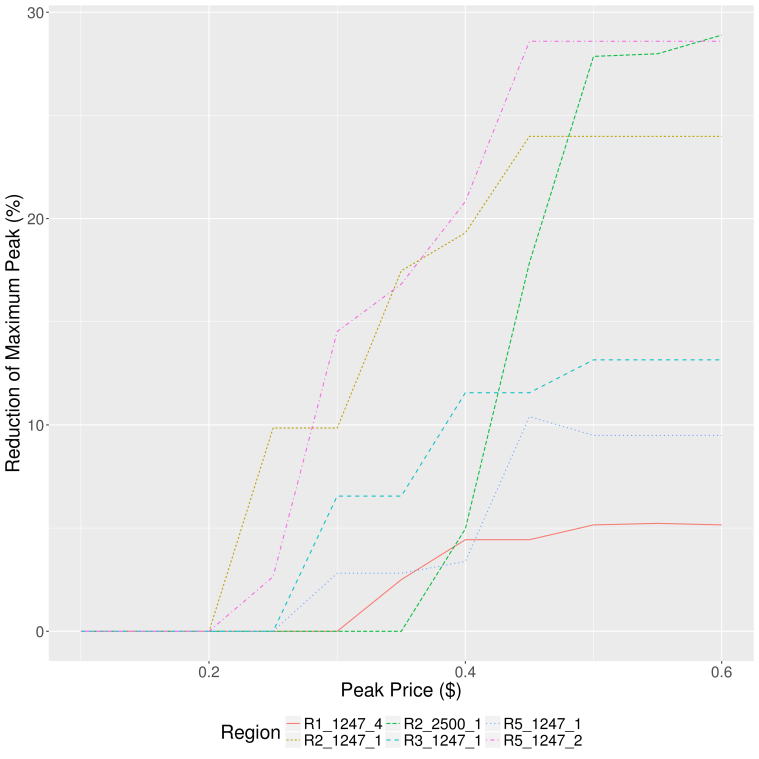 30
20
10
0
Reduction of Maximum Peak (%)
0.2 0.4 0.6
Peak Price ($)
Region R1_1247_4 R2_2500_1 R5_1247_1
R2_1247_1 R3_1247_1 R5_1247_2